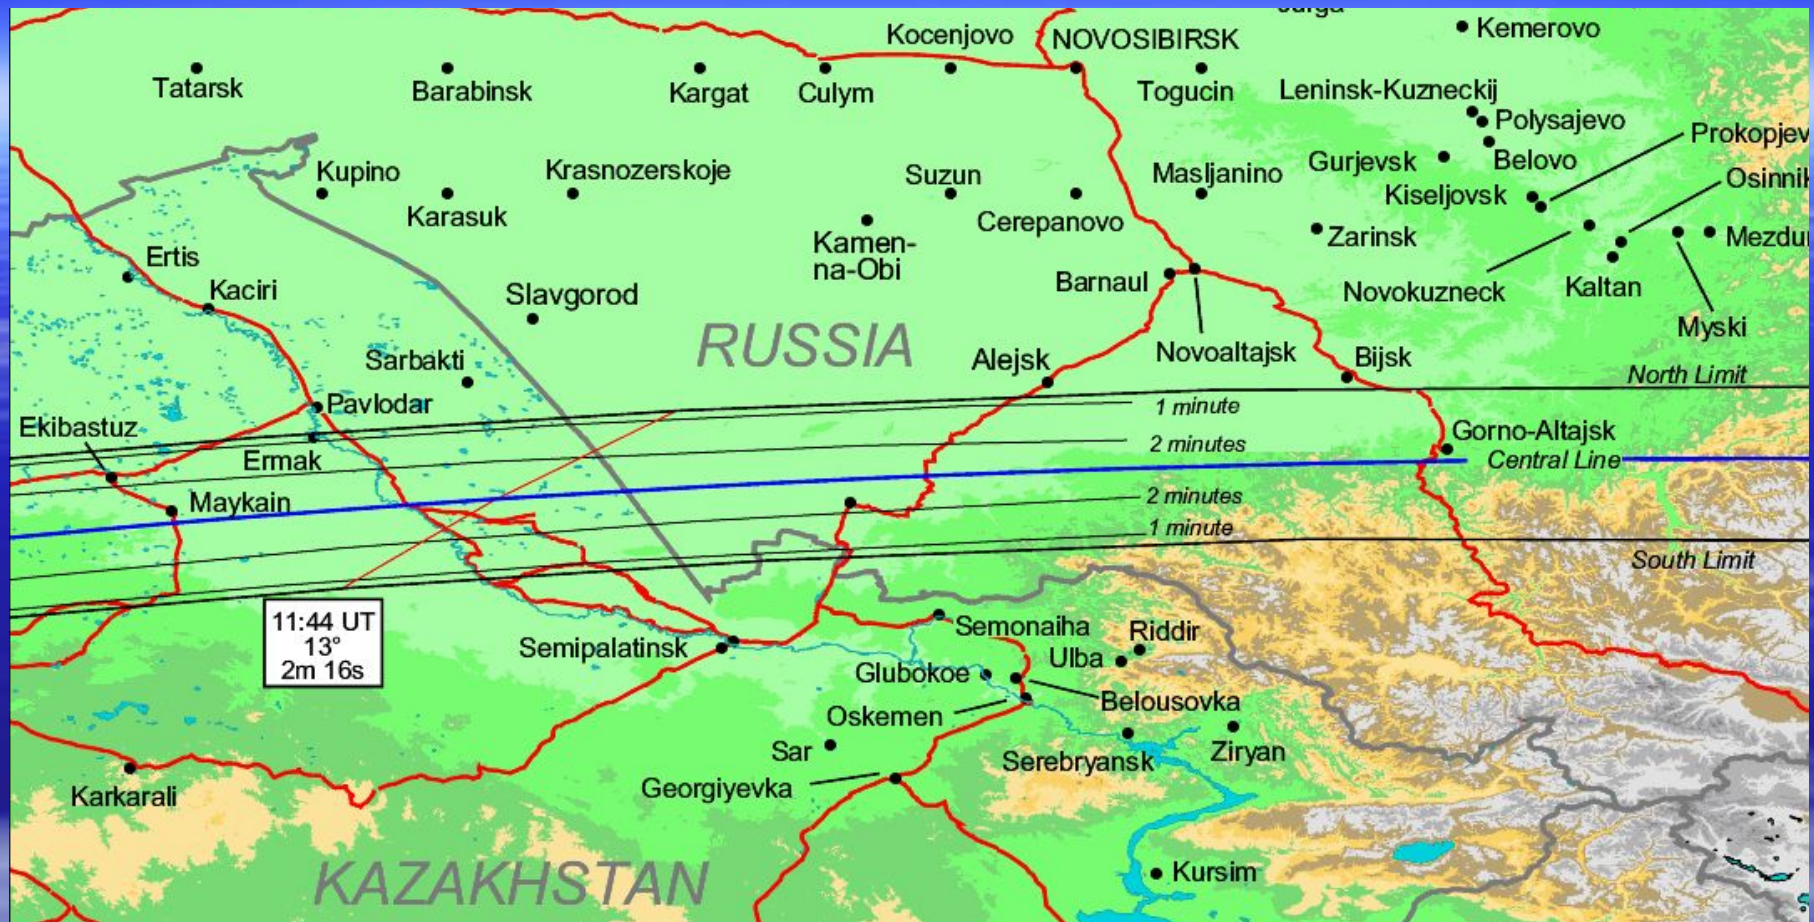 Jurga
Kemerovo
Kocenjovo
NOVOSIBIRSK
Tatarsk
Barabinsk
Kargat
Culym
Togucin
Leninsk-Kuzneckij
Polysajevo
Prokopjev
Belovo
Gurjevsk
Kiseljovsk
Osinnik
Kupino
Krasnozerskoje
Karasuk
Suzun
Masljanino
Cerepanovo
Kamen-
na-Obi
Zarinsk
Mezdur
Ertis
Kaciri
Slavgorod
Barnaul
Novokuzneck
Kaltan
Myski
RUSSIA
Sarbakti
Alejsk
Novoaltajsk
Bijsk
North Limit
Pavlodar
1 minute
Ekibastuz
2 minutes
Gorno-Altajsk
Ermak
Central Line
Maykain
2 minutes
1 minute
South Limit
11:44 UT
13°
2m 16s
Semipalatinsk
Semonaiha
Riddir
Ulba
Glubokoe
Belousovka
Oskemen
Sar
Serebryansk
Ziryan
Georgiyevka
Karkarali
KAZAKHSTAN
Kursim